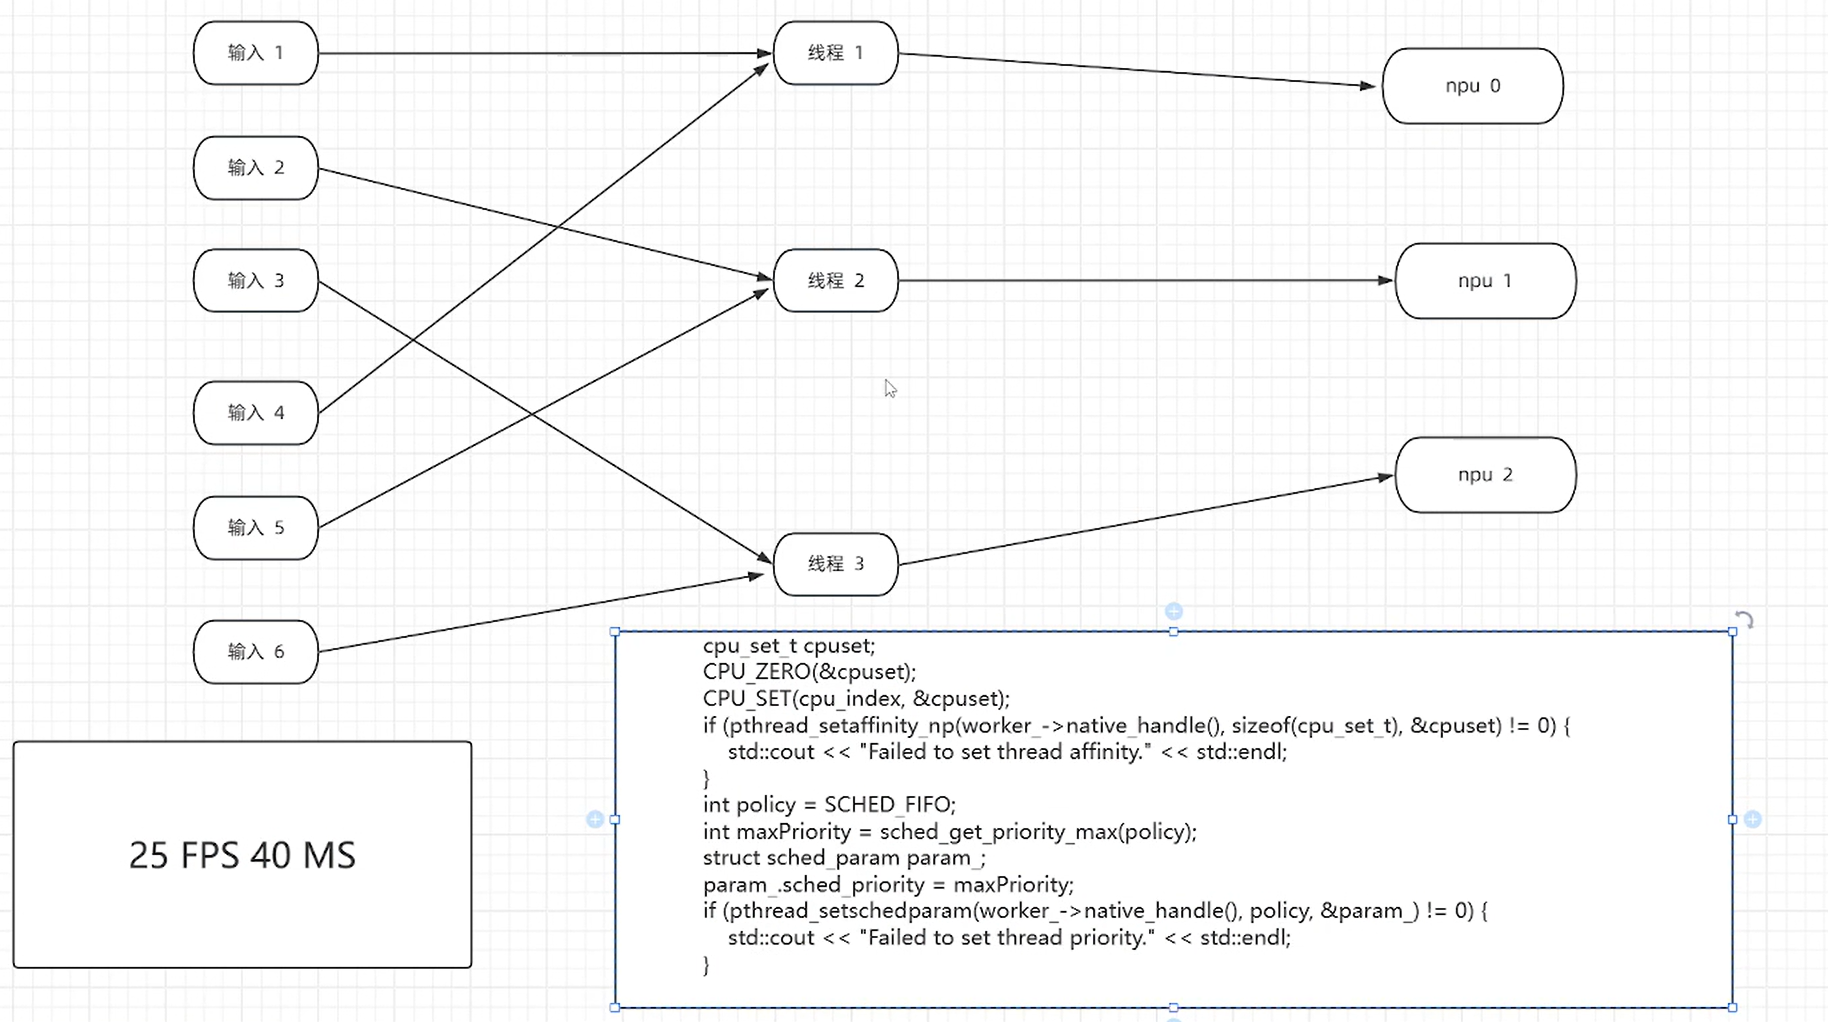 输入 1
线程 1
npu 0
输入 2
输入 3
线程 2
npu 1
输入 4
npu 2
输入 5
线程 3
输入 6
cpu_set_t cpuset;
CPU_ZERO(&cpuset);
CPU_SET(cpu_index, &cpuset);
if (pthread_setaffinity_np(worker_->native_handle(), sizeof(cpu_set_t), &cpuset) != 0) {
std::cout << "Failed to set thread affinity." << std::endl;
}
int policy = SCHED_FIFO;
int maxPriority = sched_get_priority_max(policy);
struct sched_param param_;
param_.sched_priority = maxPriority;
if (pthread_setschedparam(worker_->native_handle(), policy, &param_) != 0) {
std::cout << "Failed to set thread priority." << std::endl;
}
25 FPS 40 MS